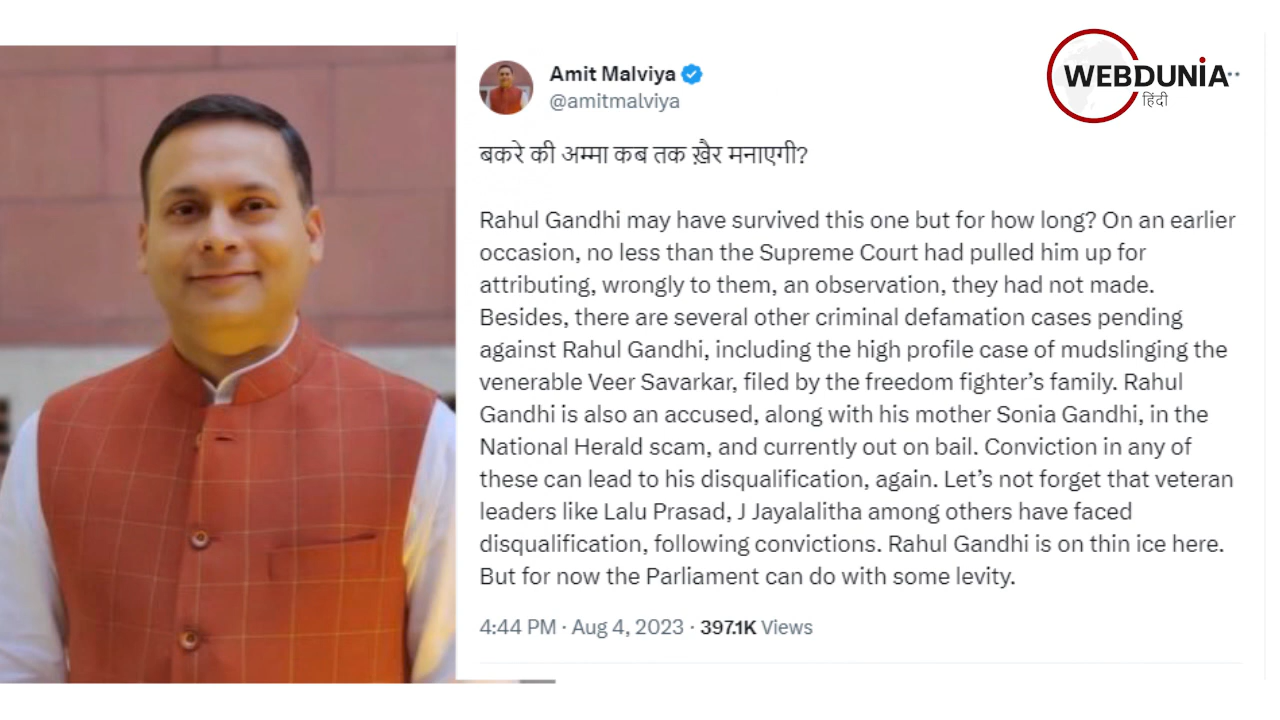 WEBDUNIA
हिंदी
Amit Malviya
@amitmalviya
बकरे की अम्मा कब तक ख़ैर मनाएगी?
Rahul Gandhi may have survived this one but for how long? On an earlier
occasion, no less than the Supreme Court had pulled him up for
attributing, wrongly to them, an observation, they had not made.
Besides, there are several other criminal defamation cases pending
against Rahul Gandhi, including the high profile case of mudslinging the
venerable Veer Savarkar, filed by the freedom fighter’s family. Rahul
Gandhi is also an accused, along with his mother Sonia Gandhi, in the
National Herald scam, and currently out on bail. Conviction in any of
these can lead to his disqualification, again. Let’s not forget that veteran
leaders like Lalu Prasad, J Jayalalitha among others have faced
disqualification, following convictions. Rahul Gandhi is on thin ice here.
But for now the Parliament can do with some levity.
4:44 PM · Aug 4, 2023 · 397.1K Views